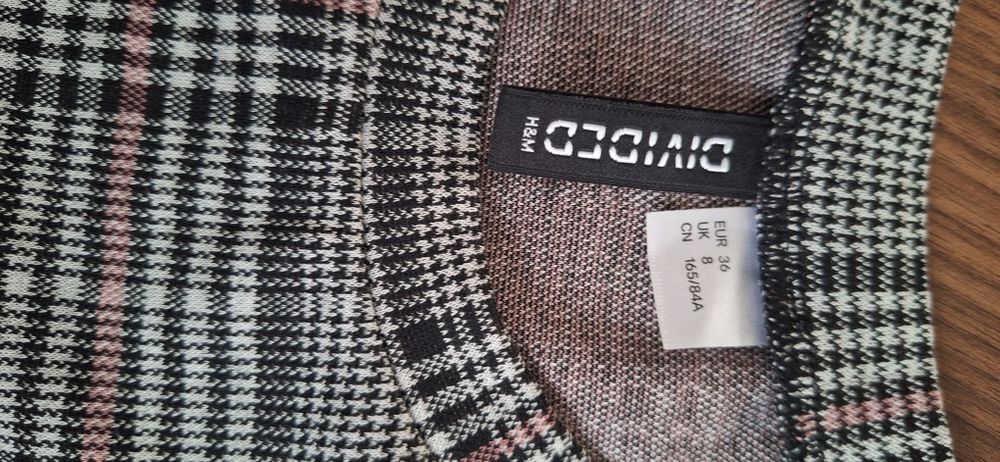 DIVIDED
H&M
EUR 36
UK 8
CN 165/84A